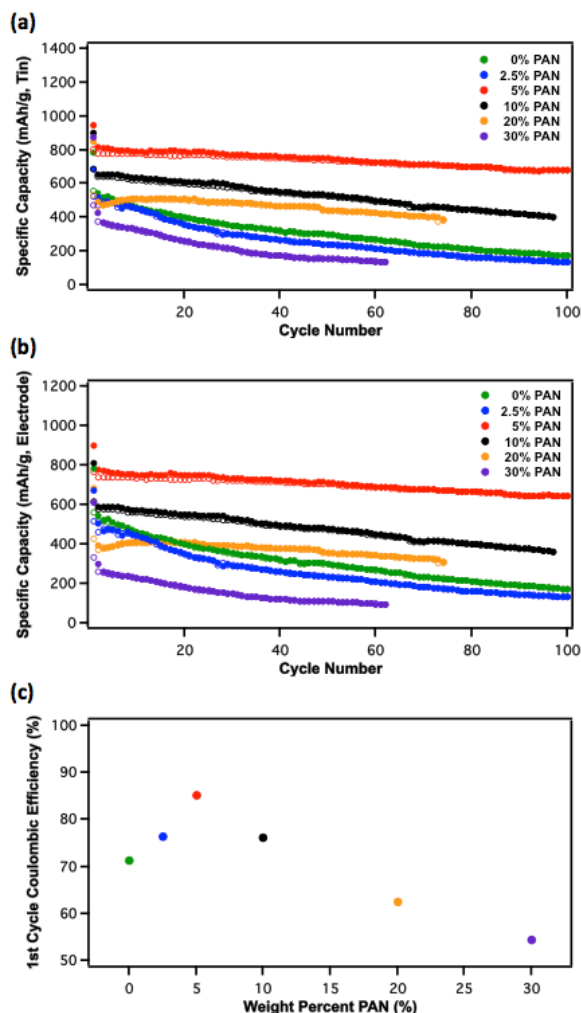 (a)
Specific Capacity (mAh/g, Tin)
1400
1200
1000
800
600
400
200
0
0% PAN
2.5% PAN
5% PAN
10% PAN
20% PAN
30% PAN
20 40 60 80 100
Cycle Number
(b)
Specific Capacity (mAh/g, Electrode)
1200
1000
800
600
400
200
0
0% PAN
2.5% PAN
5% PAN
10% PAN
20% PAN
30% PAN
20 40 60 80 100
Cycle Number
(c)
1st Cycle Coulombic Efficiency (%)
100
90
80
70
60
50
0 5 10 15 20 25 30
Weight Percent PAN (%)